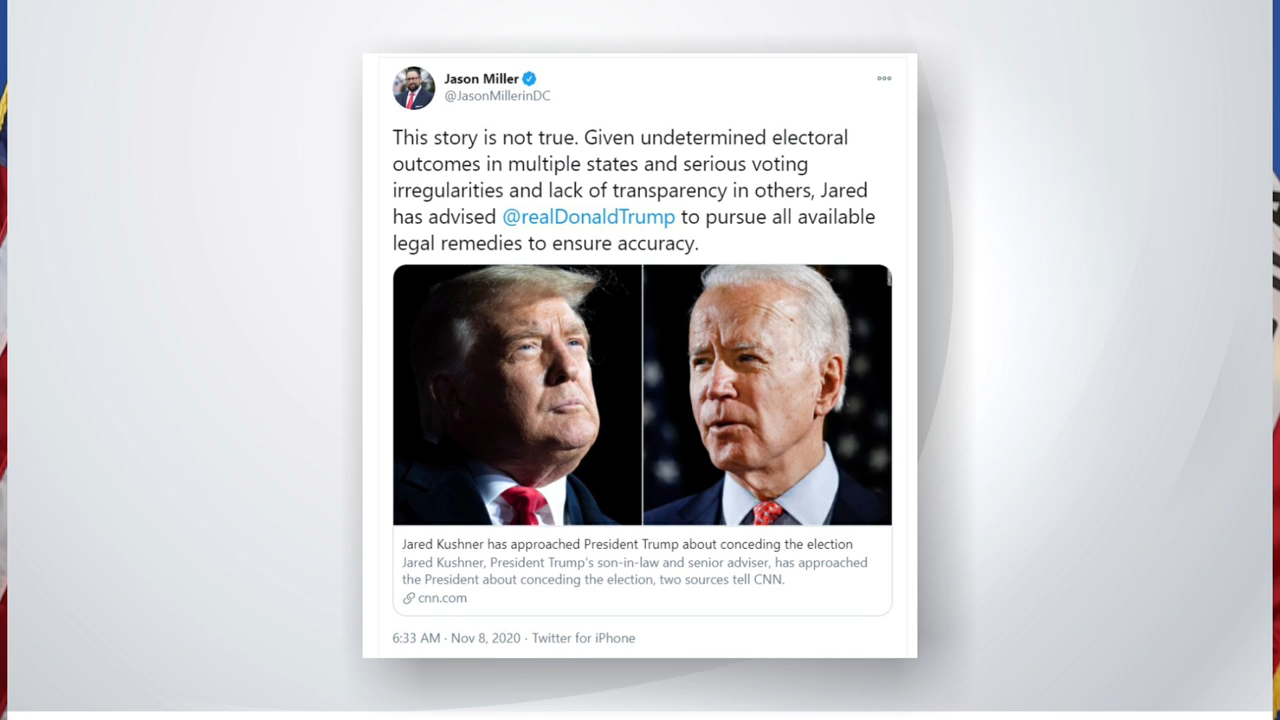 Jason Miller
@JasonMillerinDC
This story is not true. Given undetermined electoral
outcomes in multiple states and serious voting
irregularities and lack of transparency in others, Jared
has advised @realDonaldTrump to pursue all available
legal remedies to ensure accuracy.
Jared Kushner has approached President Trump about conceding the election
Jared Kushner, President Trump's son-in-law and senior adviser, has approached
the President about conceding the election, two sources tell CNN.
cnn.com
6:33 AM · Nov 8, 2020 · Twitter for iPhone